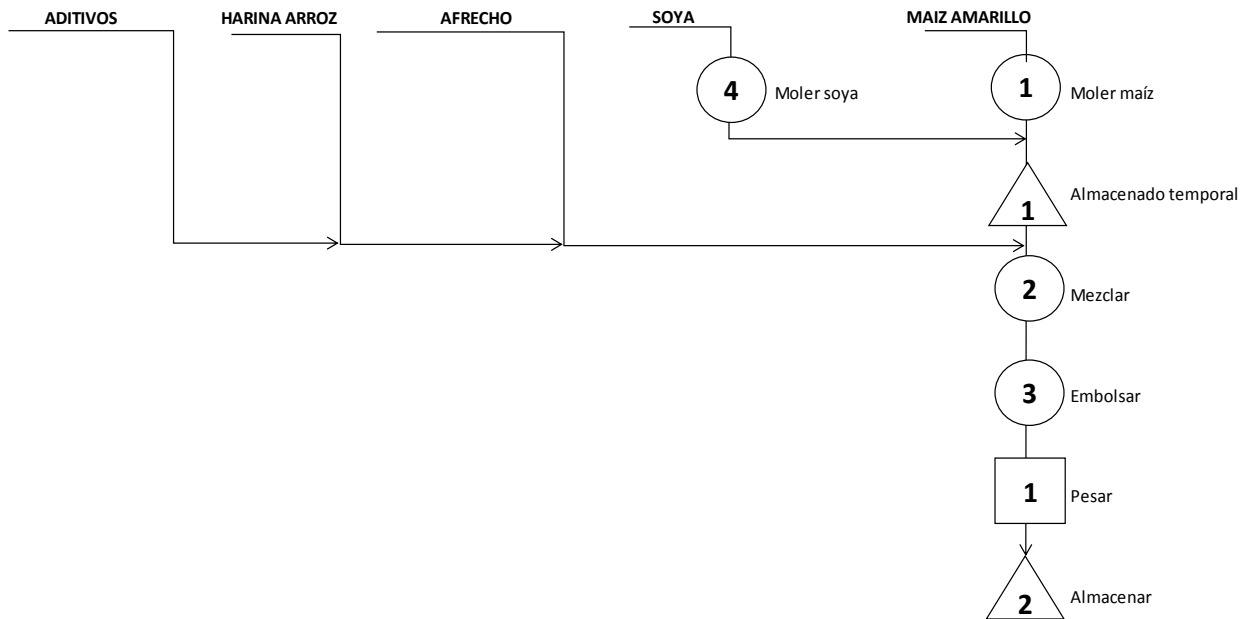 ADITIVOS
HARINA ARROZ
AFRECHO
SOYA
MAIZ AMARILLO
4
Moler soya
1
Moler maíz
1
Almacenado temporal
2
Mezclar
3
Embolsar
1
Pesar
2
Almacenar